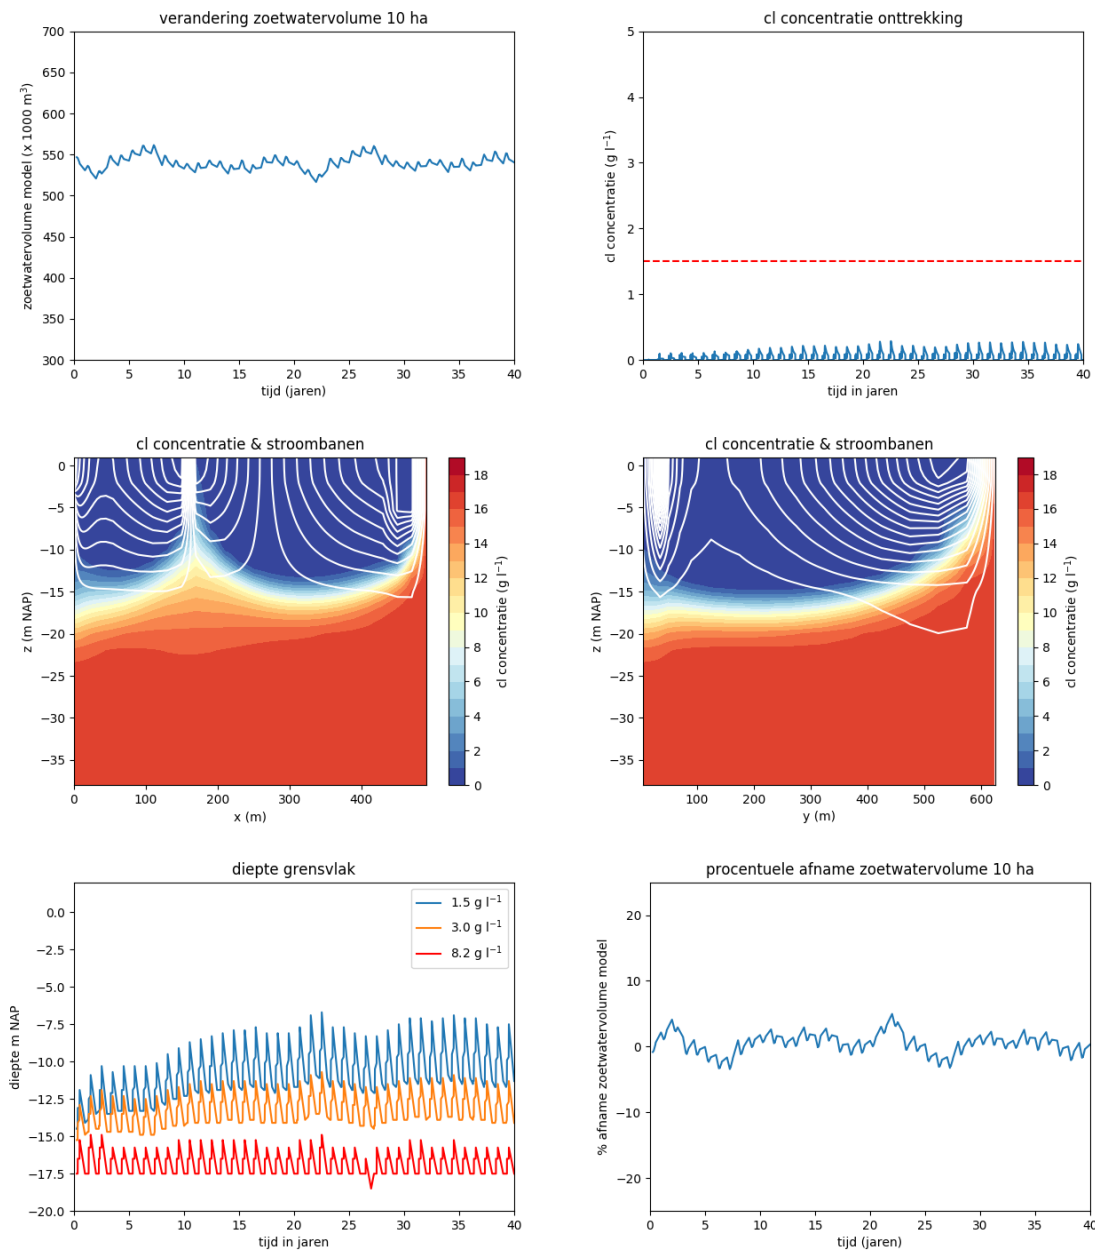 verandering zoetwatervolume 10 ha
zoetwatervolume model (x 1000 m³)
700
650
600
550
500
450
400
350
300
0 5 10 15 20 25 30 35 40
tijd (jaren)
cl concentratie onttrekking
cl concentratie (g l⁻¹)
5
4
3
2
1
0
0 5 10 15 20 25 30 35 40
tijd in jaren
cl concentratie & stroombanen
z (m NAP)
0
−5
−10
−15
−20
−25
−30
−35
0 100 200 300 400
x (m)
18
16
14
12
10
8
6
4
2
0
cl concentratie (g l⁻¹)
cl concentratie & stroombanen
z (m NAP)
0
−5
−10
−15
−20
−25
−30
−35
100 200 300 400 500 600
y (m)
18
16
14
12
10
8
6
4
2
0
cl concentratie (g l⁻¹)
diepte grensvlak
diepte m NAP
0.0
−2.5
−5.0
−7.5
−10.0
−12.5
−15.0
−17.5
−20.0
1.5 g l⁻¹
3.0 g l⁻¹
8.2 g l⁻¹
0 5 10 15 20 25 30 35 40
tijd in jaren
procentuele afname zoetwatervolume 10 ha
% afname zoetwatervolume model
20
10
0
−10
−20
0 5 10 15 20 25 30 35 40
tijd (jaren)